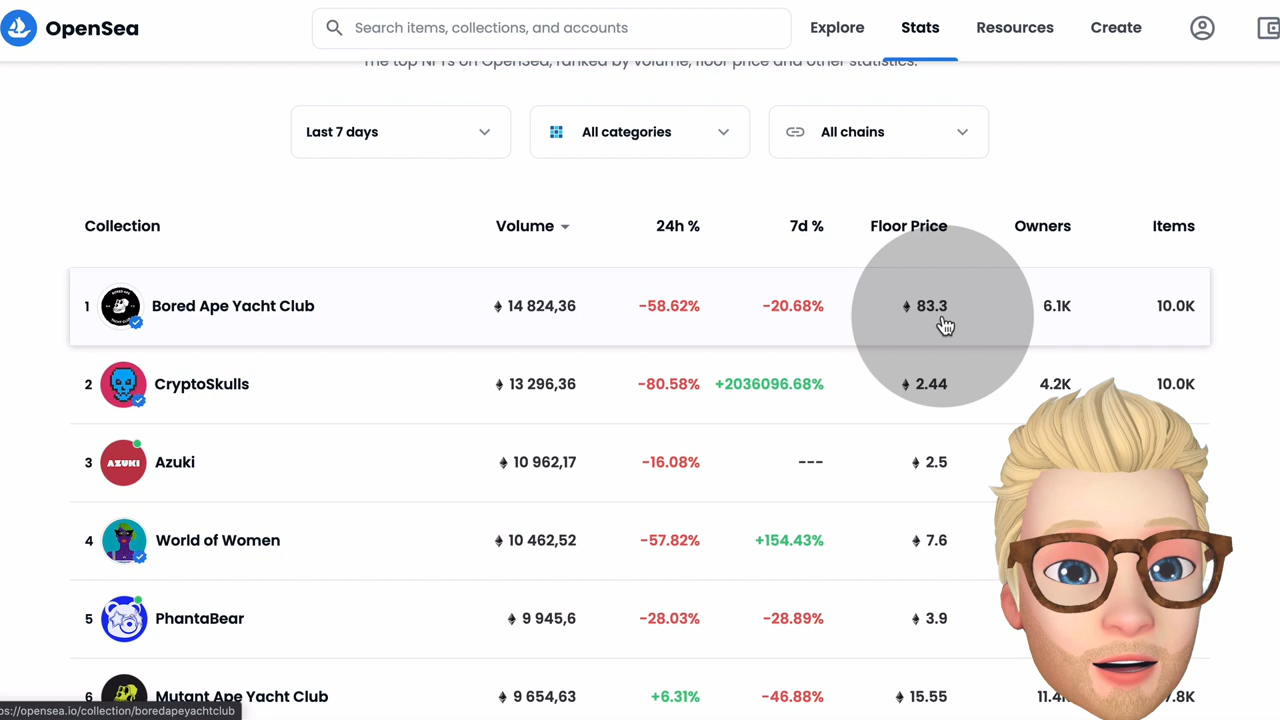 OpenSea Search items, collections, and accounts Explore Stats Resources Create
The top NFTs on OpenSea, ranked by volume, floor price and other statistics.
Last 7 days All categories All chains
Collection Volume 24h % 7d % Floor Price Owners Items
1 Bored Ape Yacht Club 14 824,36 -58.62% -20.68% 83.3 6.1K 10.0K
2 CryptoSkulls 13 296,36 -80.58% +2036096.68% 2.44 4.2K 10.0K
3 AZUKI Azuki 10 962,17 -16.08% --- 2.5
4 World of Women 10 462,52 -57.82% +154.43% 7.6
5 PhantaBear 9 945,6 -28.03% -28.89% 3.9
6 Mutant Ape Yacht Club 9 654,63 +6.31% -46.88% 15.55 11.4K 7.8K
ps://opensea.io/collection/boredapeyachtclub